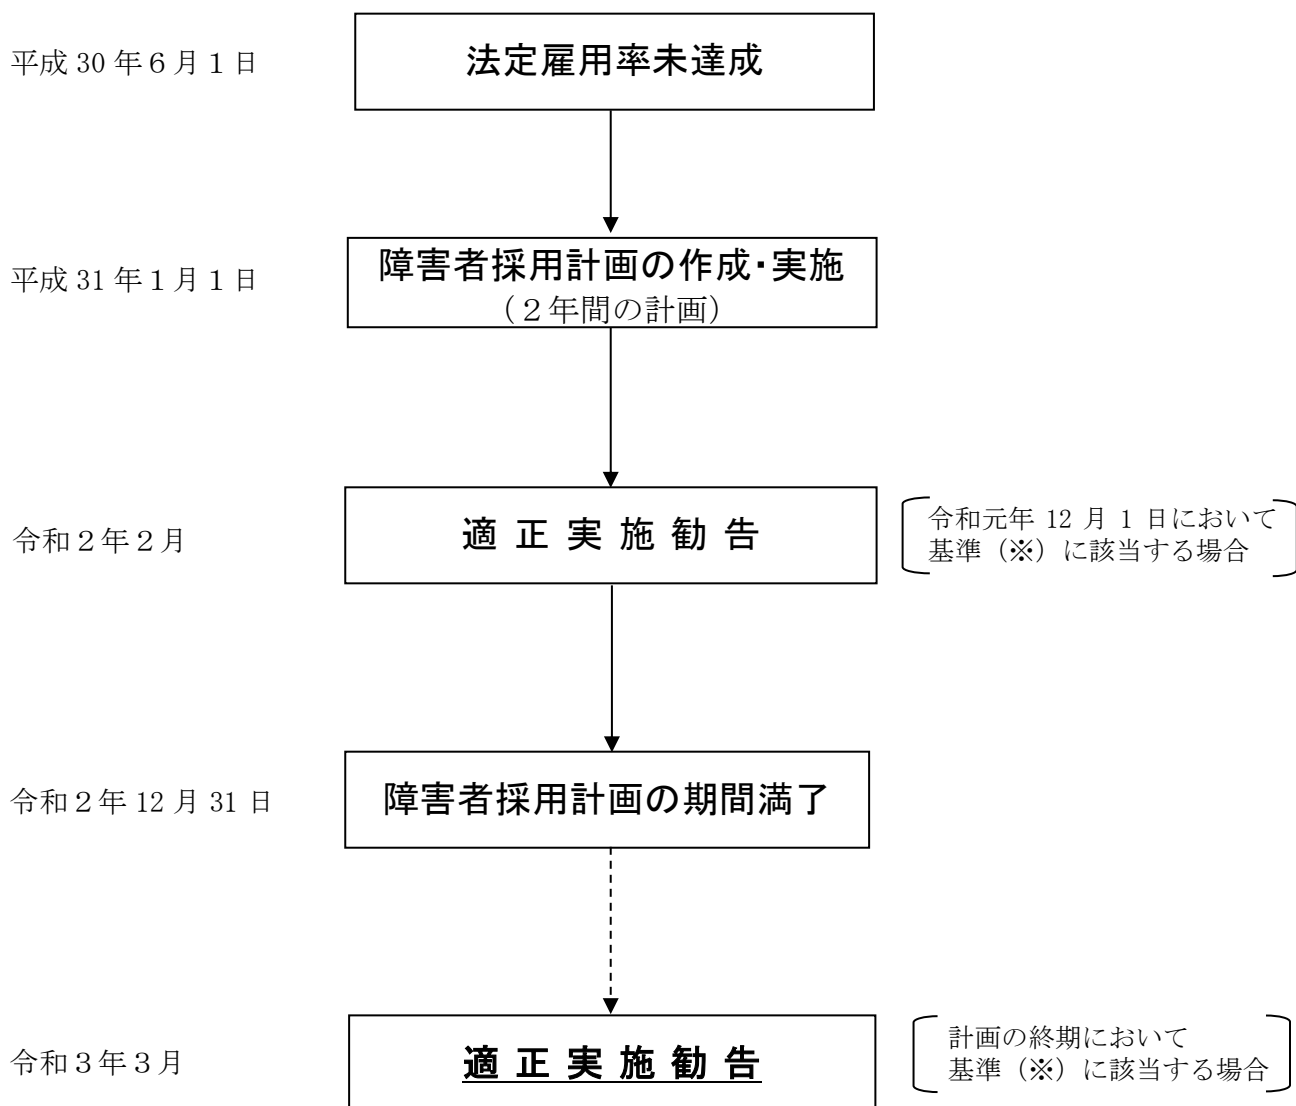 平成 30 年６月１日
法定雇用率未達成
平成 31 年１月１日
障害者採用計画の作成・実施
（２年間の計画）
令和２年２月
適 正 実 施 勧 告
令和元年 12 月 1 日において
基準（※）に該当する場合
令和２年 12 月 31 日
障害者採用計画の期間満了
令和３年３月
適 正 実 施 勧 告
計画の終期において
基準（※）に該当する場合